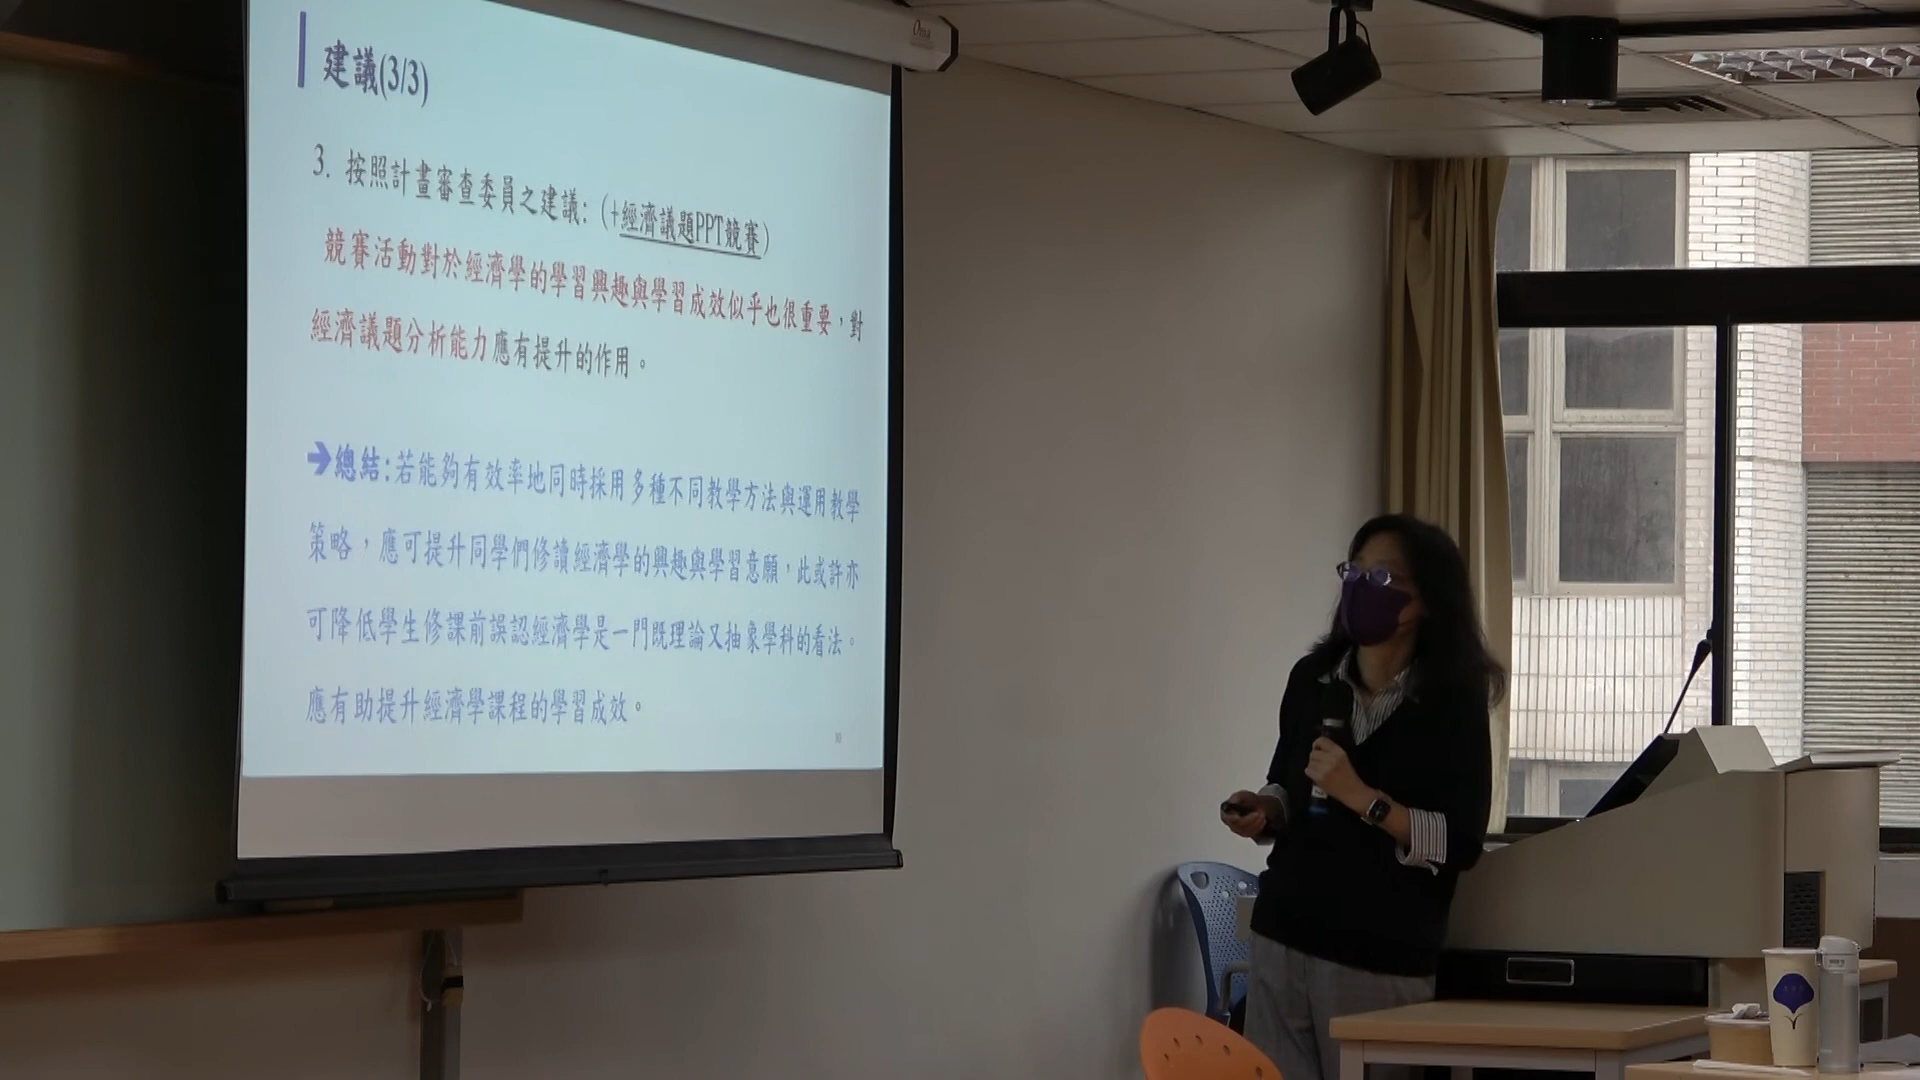 建議(3/3)
3. 按照計畫審查委員之建議: (+經濟議題PPT競賽)
競賽活動對於經濟學的學習興趣與學習成效似乎也很重要，對
經濟議題分析能力應有提升的作用。
➔總結:若能夠有效率地同時採用多種不同教學方法與運用教學
策略，應可提升同學們修讀經濟學的興趣與學習意願，此或許亦
可降低學生修課前誤認經濟學是一門既理論又抽象學科的看法。
應有助提升經濟學課程的學習成效。